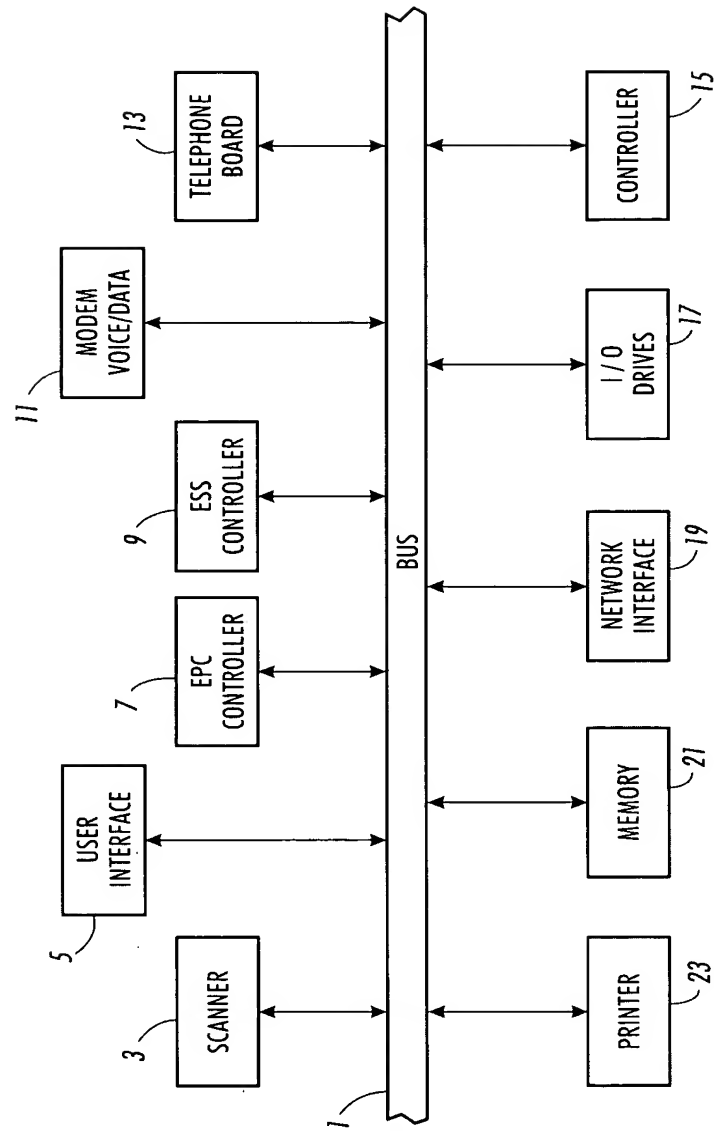 13
TELEPHONE
BOARD
11
MODEM
VOICE/DATA
9
ESS
CONTROLLER
7
EPC
CONTROLLER
5
USER
INTERFACE
3
SCANNER
1
BUS
CONTROLLER
15
I/O
DRIVES
17
NETWORK
INTERFACE
19
MEMORY
21
PRINTER
23